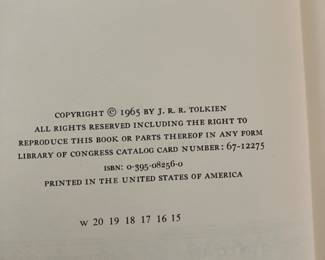 COPYRIGHT © 1965 BY J. R. R. TOLKIEN
ALL RIGHTS RESERVED INCLUDING THE RIGHT TO
REPRODUCE THIS BOOK OR PARTS THEREOF IN ANY FORM
LIBRARY OF CONGRESS CATALOG CARD NUMBER: 67-12275
ISBN: 0-395-08256-0
PRINTED IN THE UNITED STATES OF AMERICA
W 20 19 18 17 16 15